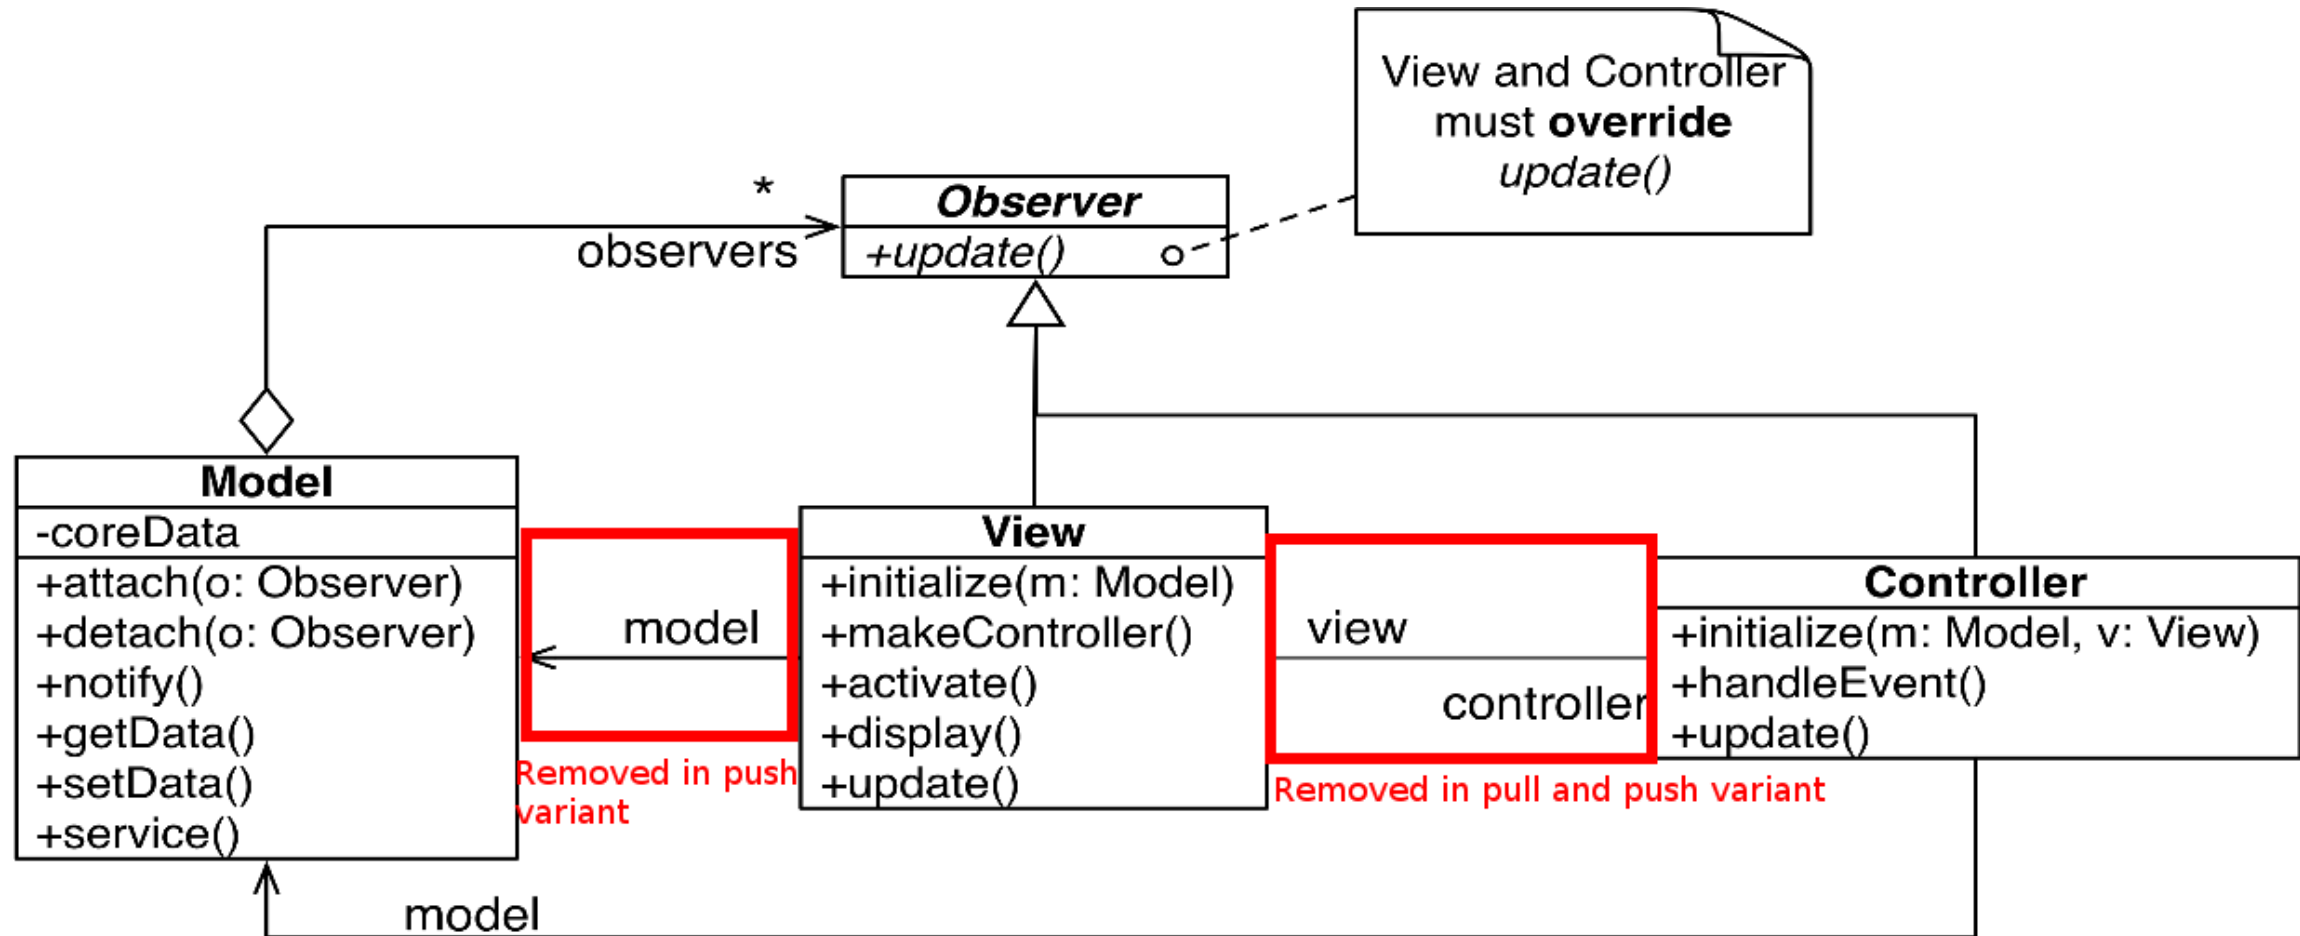 View and Controller
must override
update()
*
observers
Observer
+update()
Model
-coreData
+attach(o: Observer)
+detach(o: Observer)
+notify()
+getData()
+setData()
+service()
model
Removed in push
variant
View
+initialize(m: Model)
+makeController()
+activate()
+display()
+update()
view
controller
Removed in pull and push variant
Controller
+initialize(m: Model, v: View)
+handleEvent()
+update()
model